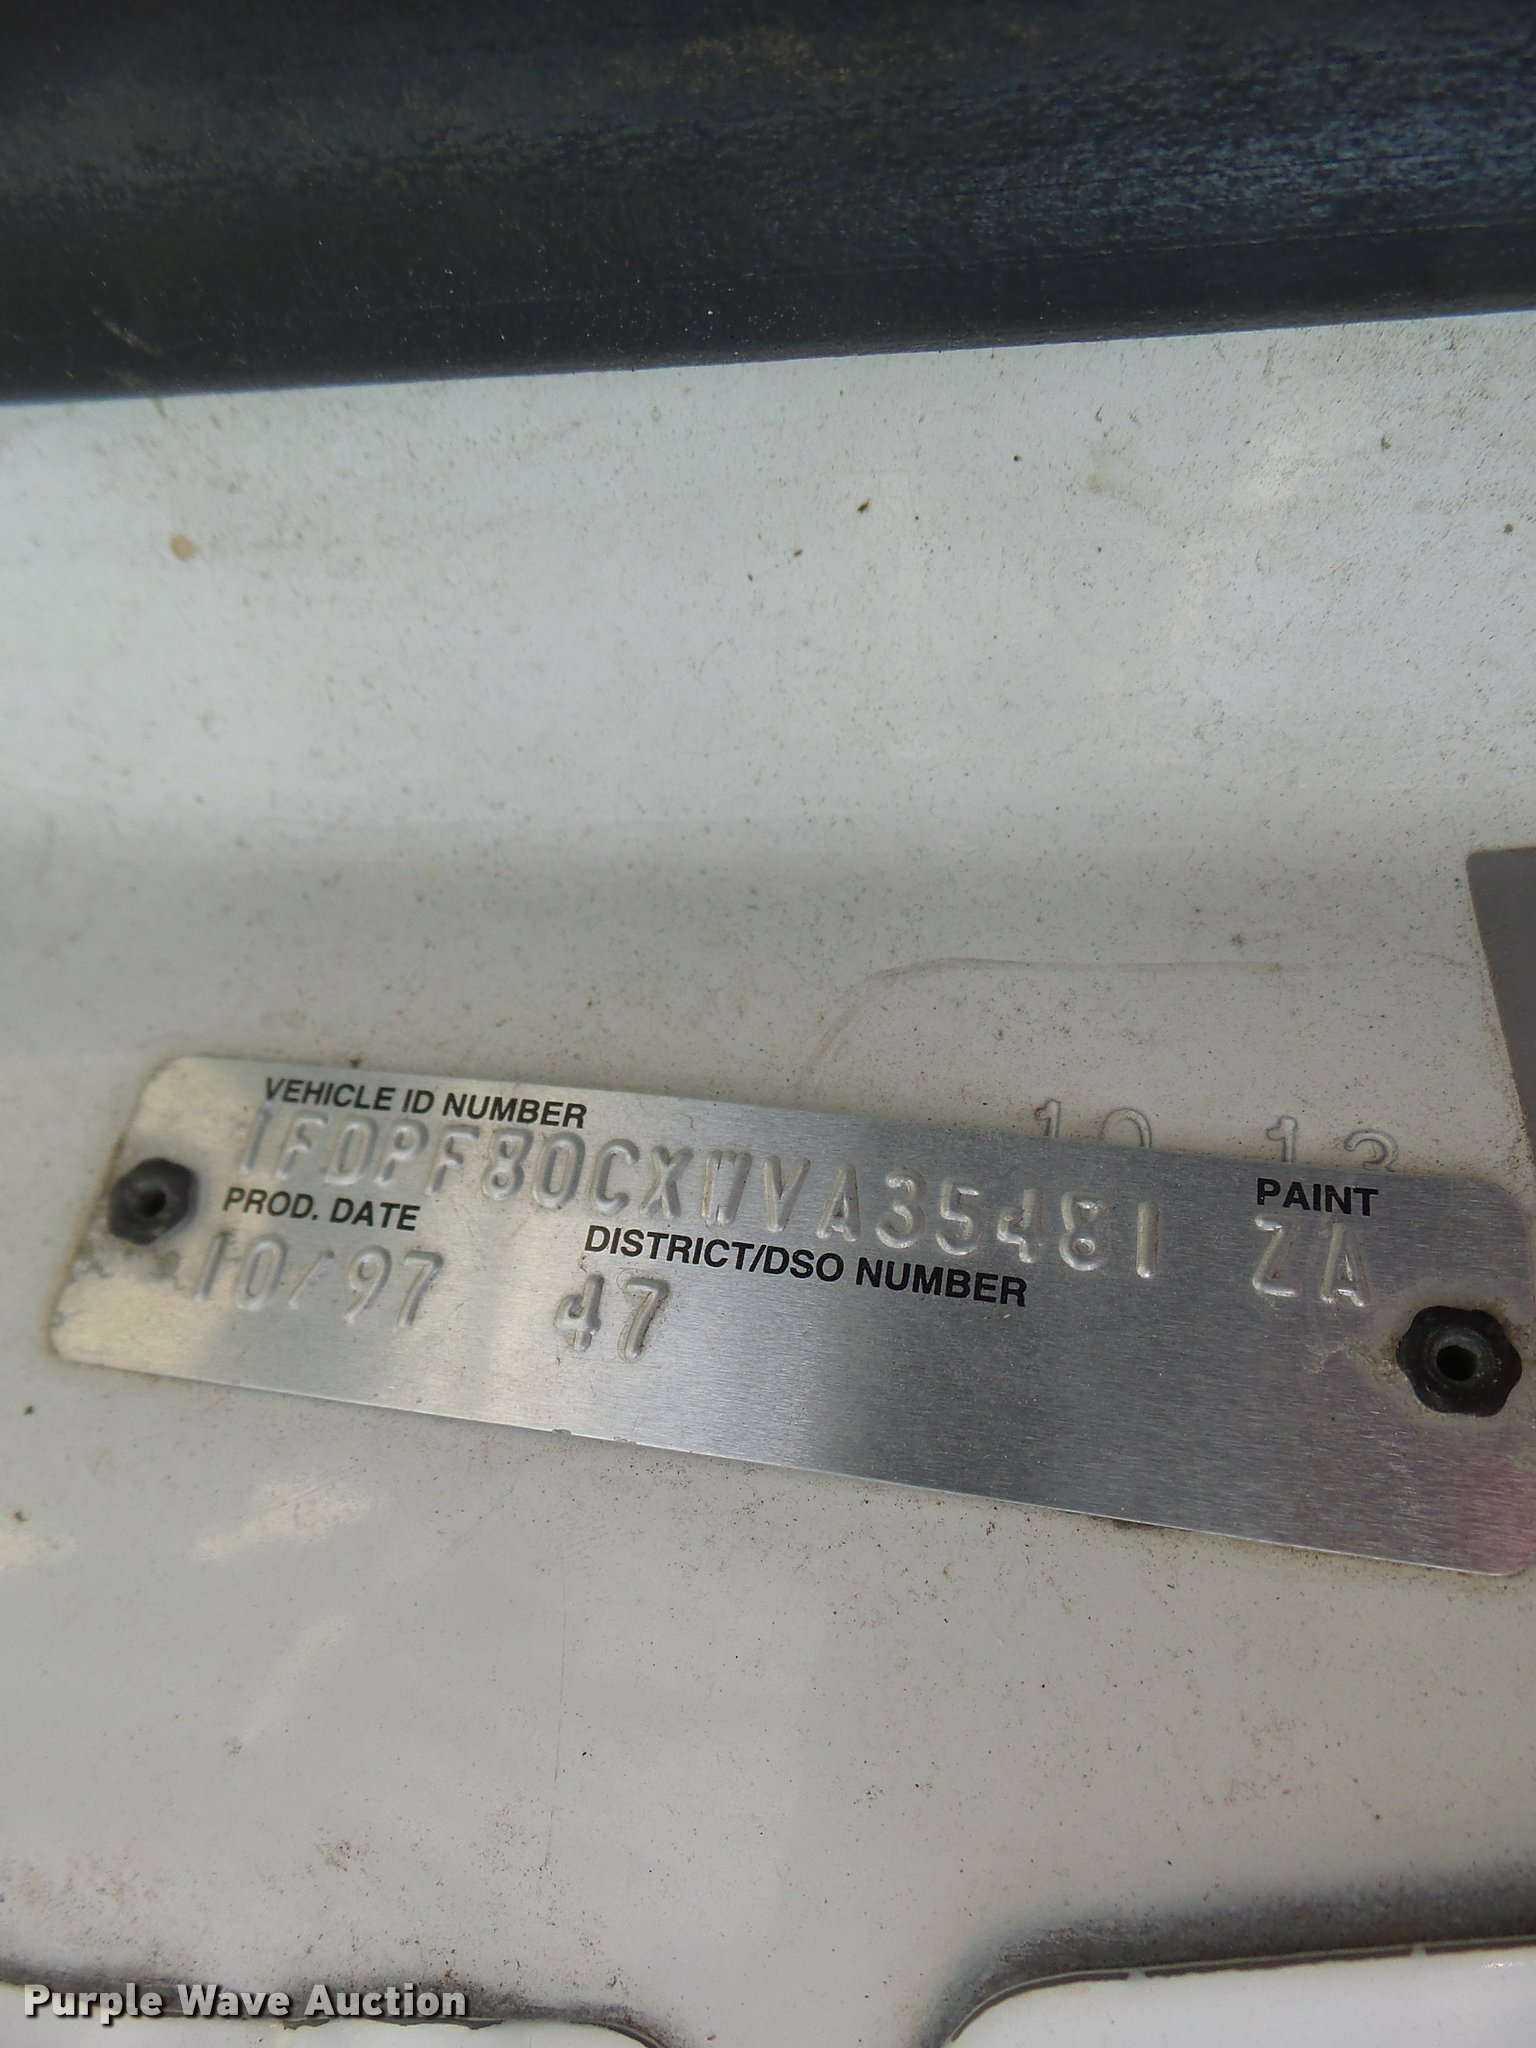 10 13
VEHICLE ID NUMBER
1FDPF80CXWVA35481
PAINT
ZA
PROD. DATE
10/97
DISTRICT/DSO NUMBER
47
Purple Wave Auction